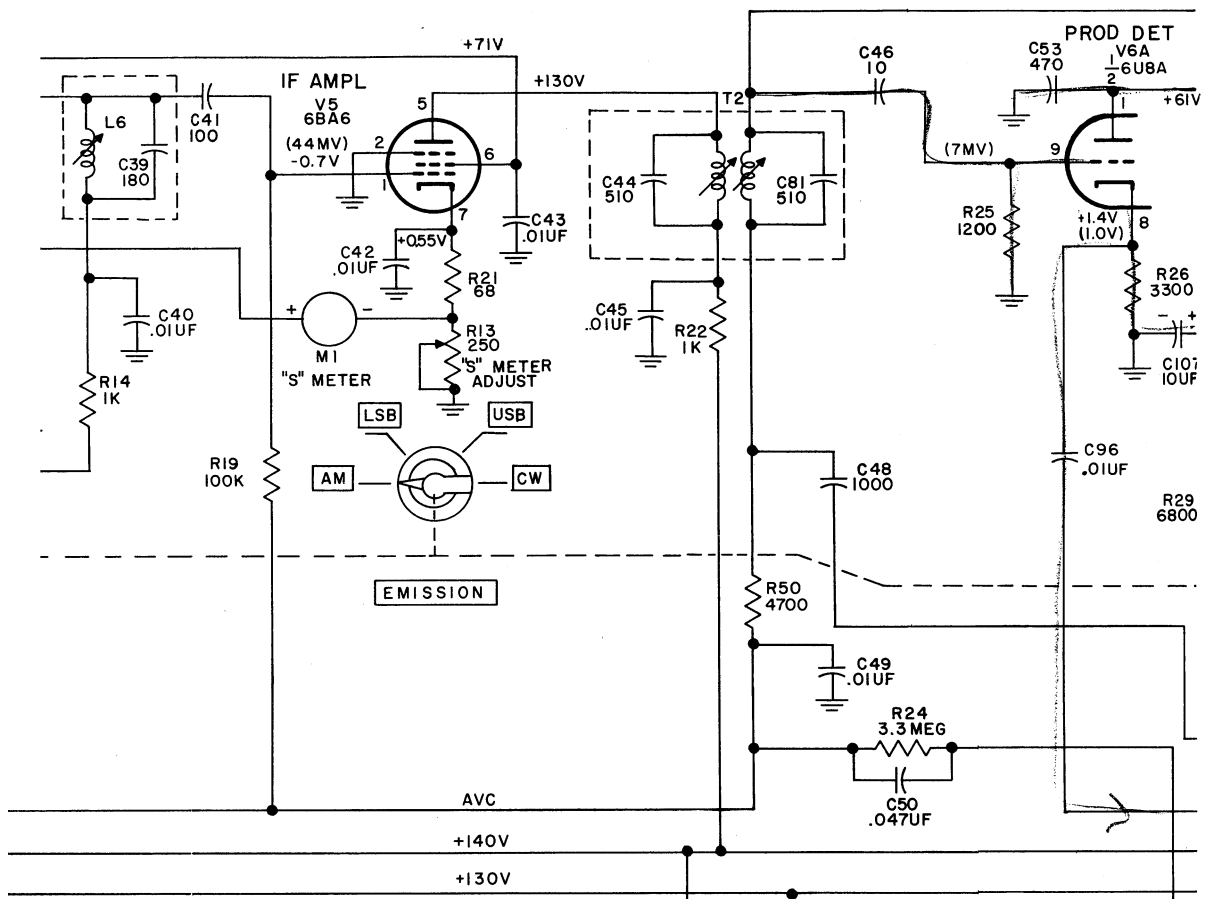 +71V
PROD DET
IF AMPL
V5
6BA6
+130V
C46
10
C53
470
V6A
1/2 6U8A
+61V
1
5
T2
L6
C41
100
C39
180
(44MV)
-0.7V
2
1
6
7
(7MV)
9
8
C44
510
C81
510
R25
1200
+1.4V
(1.0V)
C43
.01UF
+0.55V
C42
.01UF
R21
68
R26
3300
C40
.01UF
+
-
M1
"S" METER
R13
250
"S" METER
ADJUST
C45
.01UF
R22
1K
-
+
C107
10UF
R14
1K
LSB
USB
AM
CW
R19
100K
C48
1000
C96
.01UF
R29
6800
EMISSION
R50
4700
C49
.01UF
R24
3.3 MEG
C50
.047UF
AVC
+140V
+130V